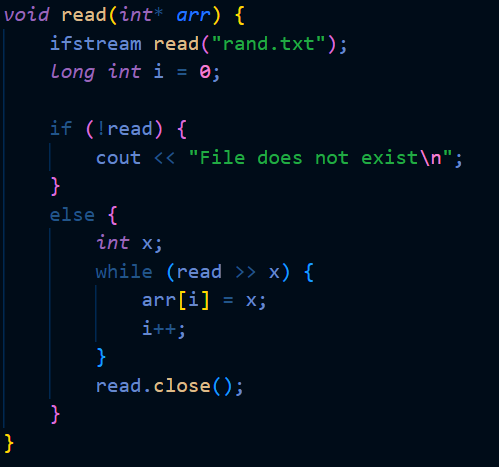 void read(int* arr) {
    ifstream read("rand.txt");
    long int i = 0;

    if (!read) {
        cout << "File does not exist\n";
    }
    else {
        int x;
        while (read >> x) {
            arr[i] = x;
            i++;
        }
        read.close();
    }
}